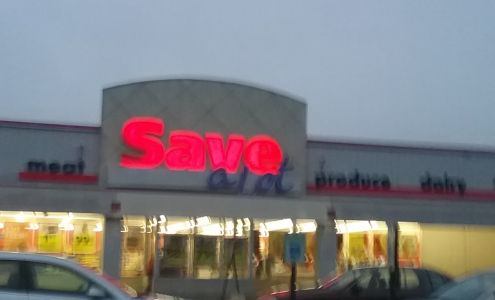 Save
a lot
meat
produce
dairy